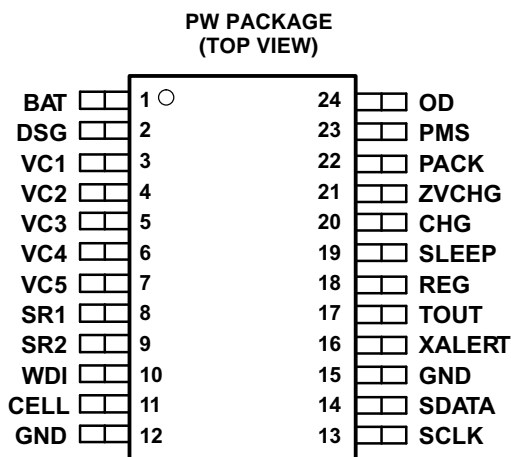 PW PACKAGE
(TOP VIEW)
BAT 1 24 OD
DSG 2 23 PMS
VC1 3 22 PACK
VC2 4 21 ZVCHG
VC3 5 20 CHG
VC4 6 19 SLEEP
VC5 7 18 REG
SR1 8 17 TOUT
SR2 9 16 XALERT
WDI 10 15 GND
CELL 11 14 SDATA
GND 12 13 SCLK